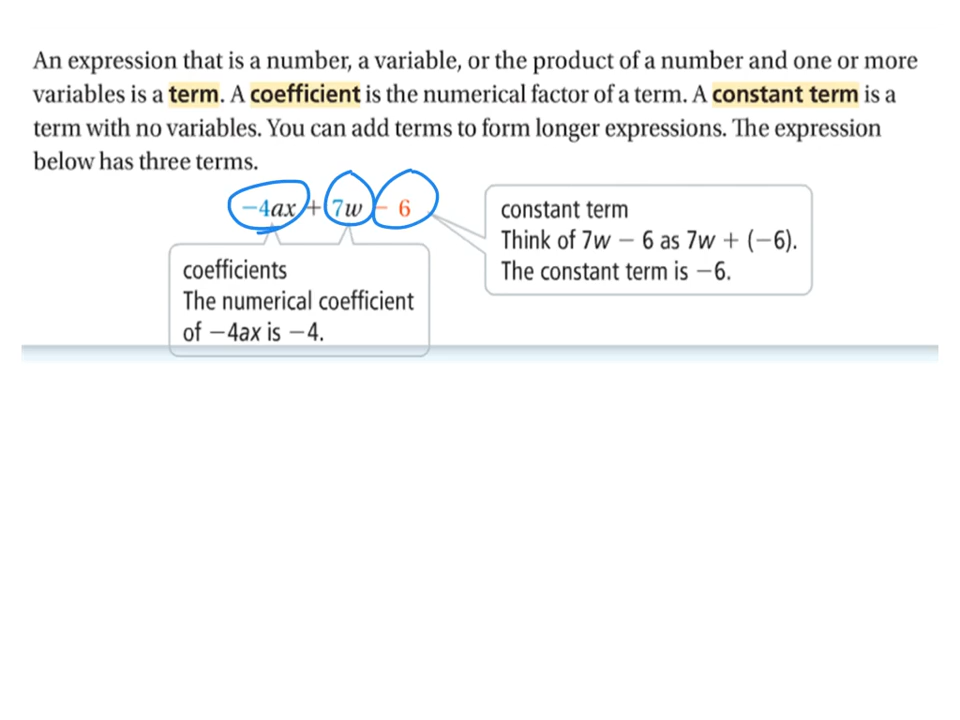 An expression that is a number, a variable, or the product of a number and one or more
variables is a term. A coefficient is the numerical factor of a term. A constant term is a
term with no variables. You can add terms to form longer expressions. The expression
below has three terms.
−4ax + 7w − 6
constant term
Think of 7w − 6 as 7w + (−6).
The constant term is −6.
coefficients
The numerical coefficient
of −4ax is −4.